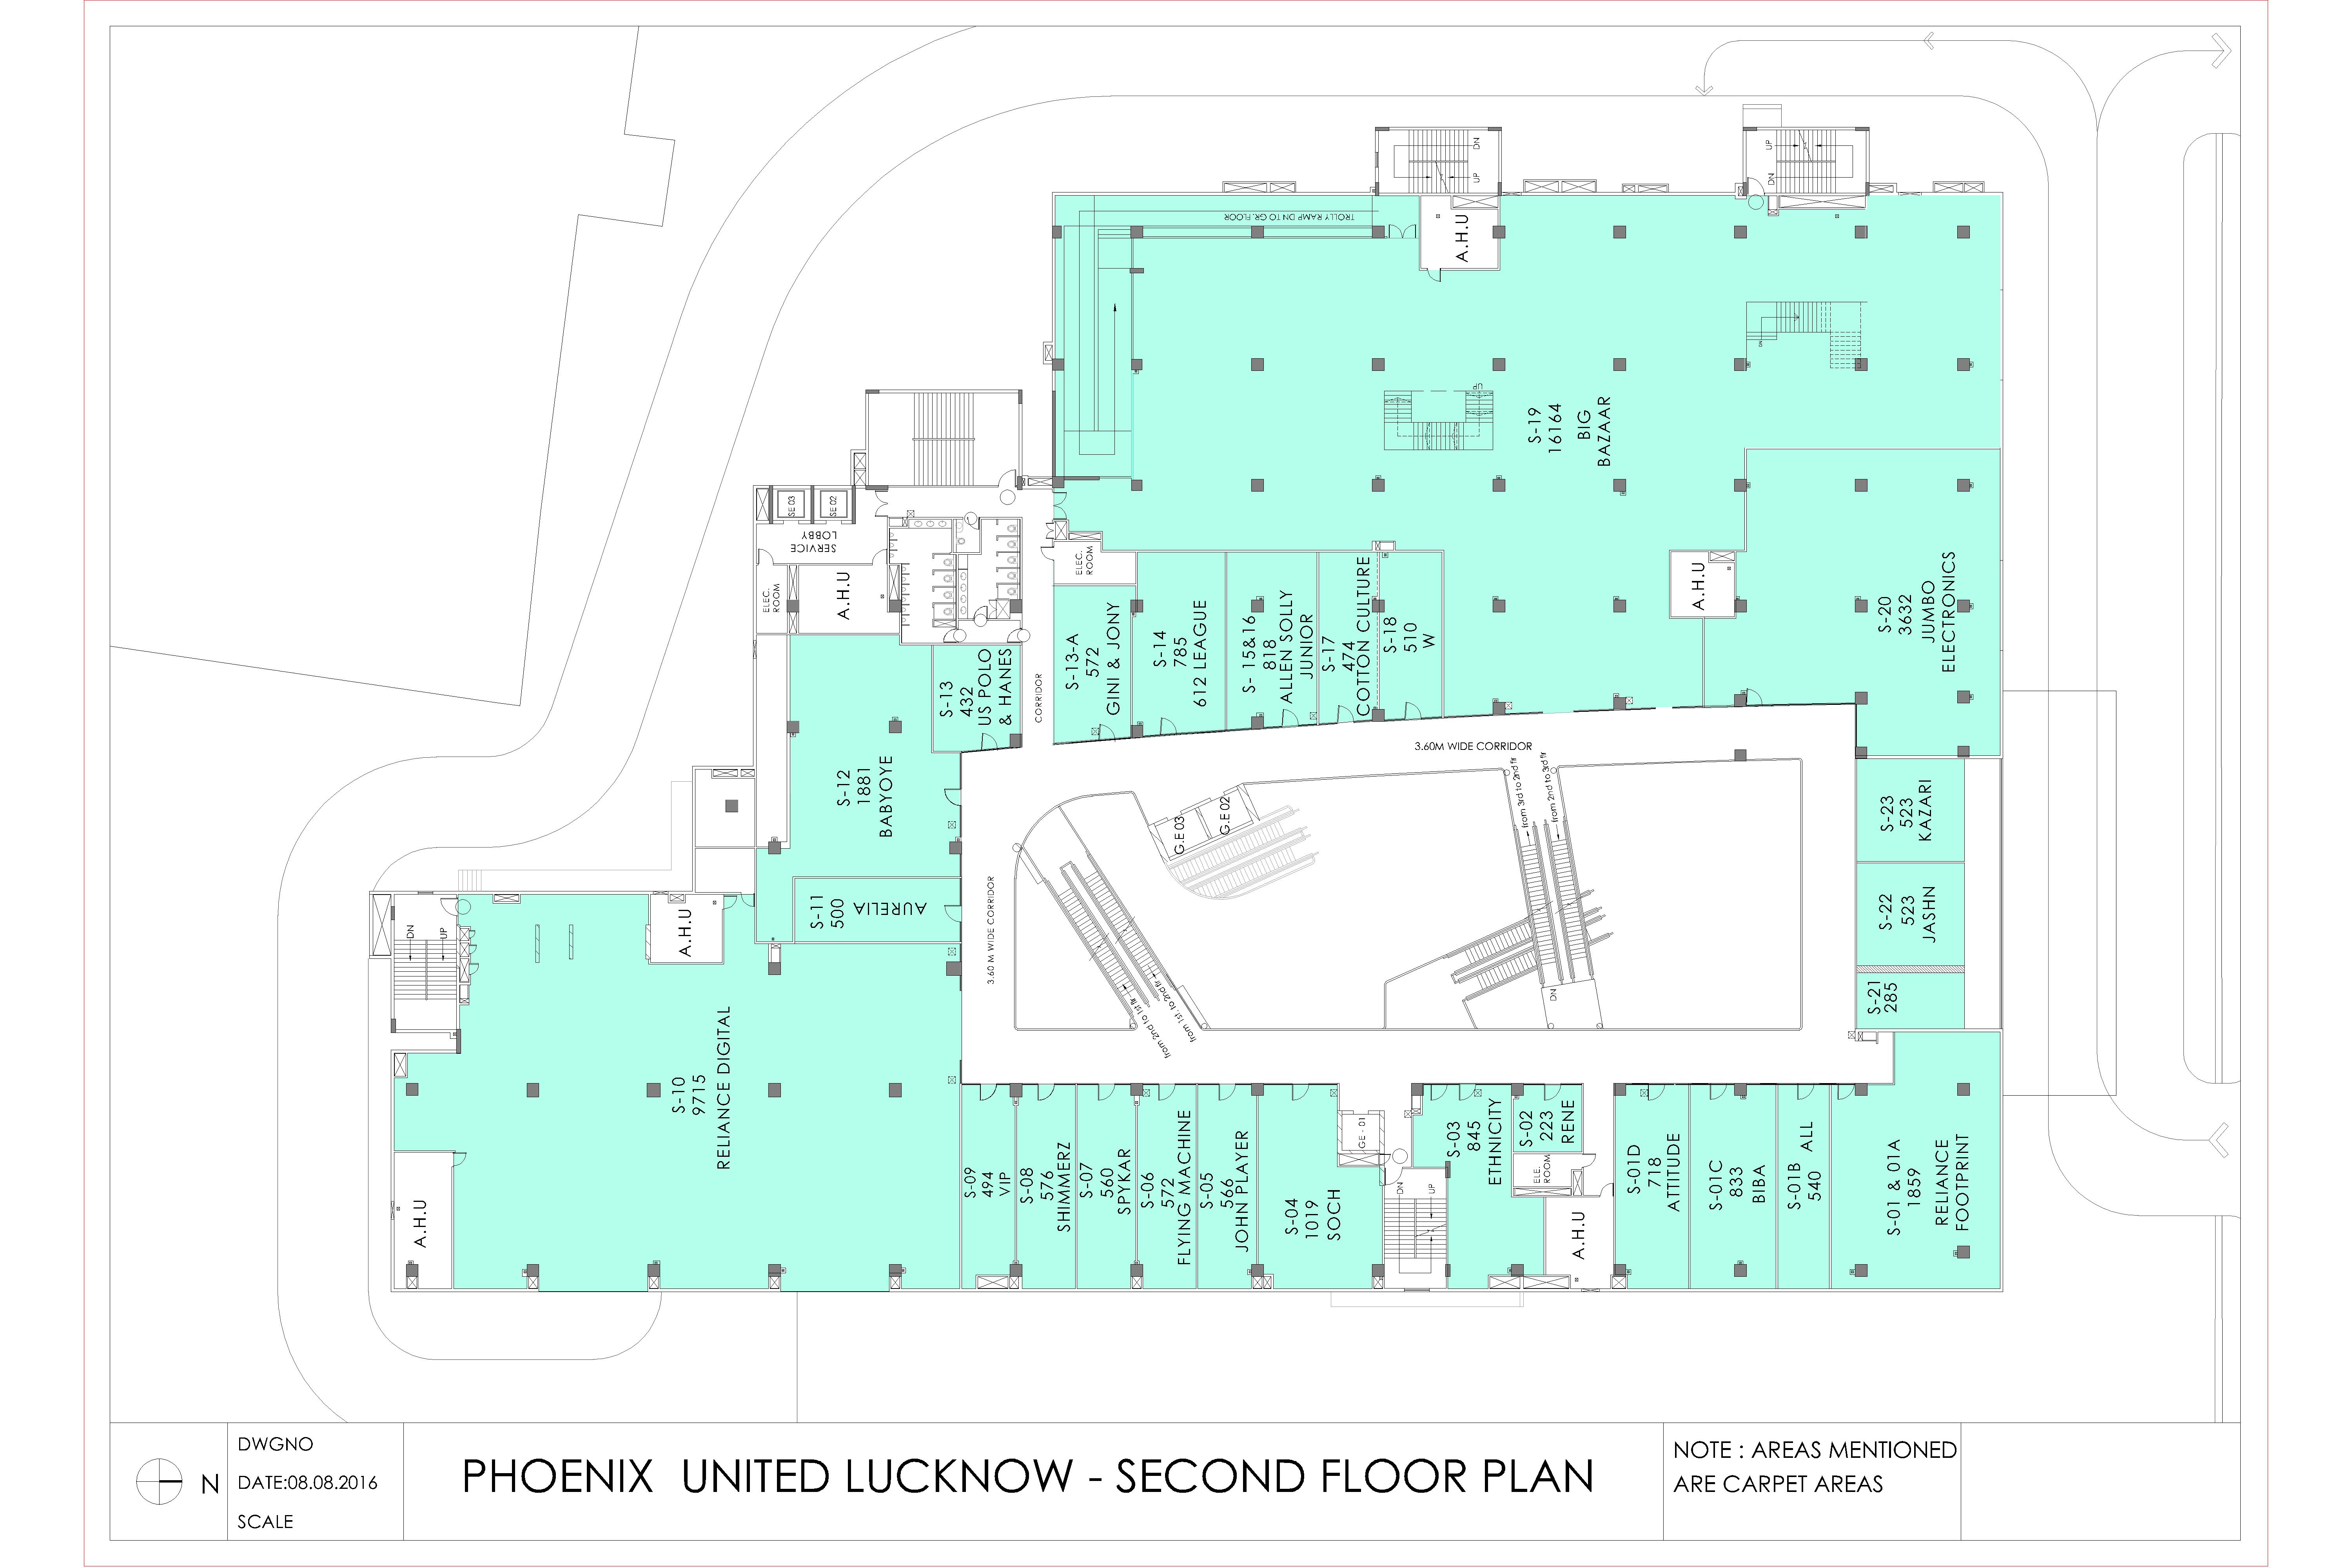 TROLLY RAMP DN TO GR. FLOOR
DN
UP
UP
DN
A.H.U
DN
UP
S-19
16164
BIG
BAZAAR
SE 03
SE 02
SERVICE
LOBBY
ELEC.
ROOM
A.H.U
ELEC.
ROOM
CORRIDOR
S-13-A
572
GINI & JONY
S-14
785
612 LEAGUE
S- 15&16
818
ALLEN SOLLY
JUNIOR
S-17
474
COTTON CULTURE
S-18
510
W
A.H.U
S-20
3632
JUMBO
ELECTRONICS
S-13
432
US POLO
& HANES
S-12
1881
BABYOYE
S-11
500
AURELIA
3.60M WIDE CORRIDOR
from 3rd to 2nd flr
from 2nd to 3rd flr
G.E 03
G.E 02
3.60 M WIDE CORRIDOR
from 2nd to 1st flr
from 1st. to 2nd flr
DN
S-23
523
KAZARI
S-22
523
JASHN
S-21
285
DN
UP
A.H.U
S-10
9715
RELIANCE DIGITAL
A.H.U
S-09
494
VIP
S-08
576
SHIMMERZ
S-07
560
SPYKAR
S-06
572
FLYING MACHINE
S-05
566
JOHN PLAYER
S-04
1019
SOCH
GE - 01
DN
UP
S-03
845
ETHNICITY
S-02
223
RENE
ELE.
ROOM
A.H.U
S-01D
718
ATTITUDE
S-01C
833
BIBA
S-01B
540
ALL
S-01 & 01A
1859
RELIANCE
FOOTPRINT
N
DWGNO
DATE:08.08.2016
SCALE
PHOENIX UNITED LUCKNOW - SECOND FLOOR PLAN
NOTE : AREAS MENTIONED
ARE CARPET AREAS